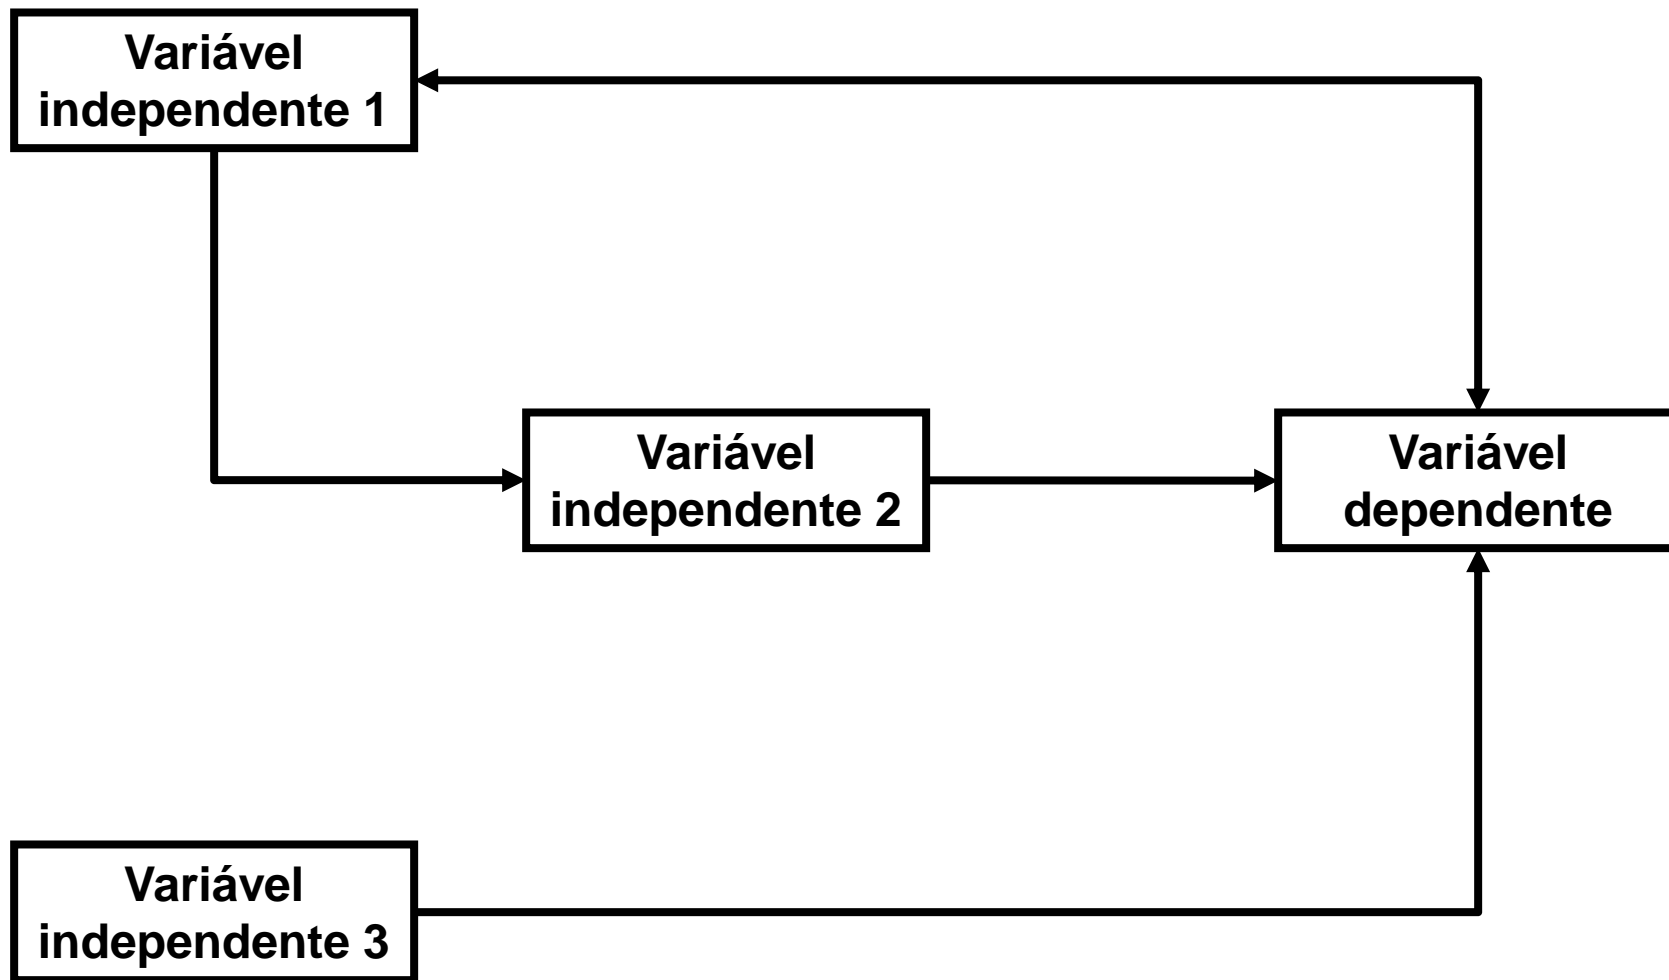 Variável
independente 1
Variável
independente 2
Variável
dependente
Variável
independente 3